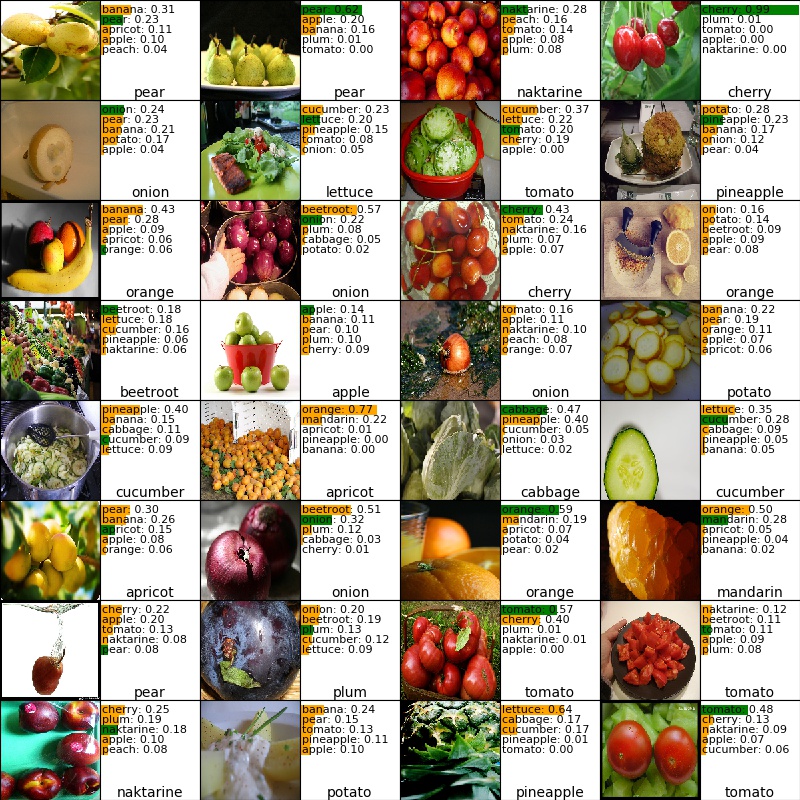 banana: 0.31
pear: 0.23
apricot: 0.11
apple: 0.10
peach: 0.04
pear
pear: 0.62
apple: 0.20
banana: 0.16
plum: 0.01
tomato: 0.00
pear
naktarine: 0.28
peach: 0.16
tomato: 0.14
apple: 0.08
plum: 0.08
naktarine
cherry: 0.99
plum: 0.01
tomato: 0.00
apple: 0.00
naktarine: 0.00
cherry
onion: 0.24
pear: 0.23
banana: 0.21
potato: 0.17
apple: 0.04
onion
cucumber: 0.23
lettuce: 0.20
pineapple: 0.15
tomato: 0.08
onion: 0.05
lettuce
cucumber: 0.37
lettuce: 0.22
tomato: 0.20
cherry: 0.19
apple: 0.00
tomato
potato: 0.28
pineapple: 0.23
banana: 0.17
onion: 0.12
pear: 0.04
pineapple
banana: 0.43
pear: 0.28
apple: 0.09
apricot: 0.06
orange: 0.06
orange
beetroot: 0.57
onion: 0.22
plum: 0.08
cabbage: 0.05
potato: 0.02
onion
cherry: 0.43
tomato: 0.24
naktarine: 0.16
plum: 0.07
apple: 0.07
cherry
onion: 0.16
potato: 0.14
beetroot: 0.09
apple: 0.09
pear: 0.08
orange
beetroot: 0.18
lettuce: 0.18
cucumber: 0.16
pineapple: 0.06
naktarine: 0.06
beetroot
apple: 0.14
banana: 0.11
pear: 0.10
plum: 0.10
cherry: 0.09
apple
tomato: 0.16
apple: 0.11
naktarine: 0.10
peach: 0.08
orange: 0.07
onion
banana: 0.22
pear: 0.19
orange: 0.11
apple: 0.07
apricot: 0.06
potato
pineapple: 0.40
banana: 0.15
cabbage: 0.11
cucumber: 0.09
lettuce: 0.09
cucumber
orange: 0.77
mandarin: 0.22
apricot: 0.01
pineapple: 0.00
banana: 0.00
apricot
cabbage: 0.47
pineapple: 0.40
cucumber: 0.05
onion: 0.03
lettuce: 0.02
cabbage
lettuce: 0.35
cucumber: 0.28
cabbage: 0.09
pineapple: 0.05
banana: 0.05
cucumber
pear: 0.30
banana: 0.26
apricot: 0.15
apple: 0.08
orange: 0.06
apricot
beetroot: 0.51
onion: 0.32
plum: 0.12
cabbage: 0.03
cherry: 0.01
onion
orange: 0.59
mandarin: 0.19
apricot: 0.07
potato: 0.04
pear: 0.02
orange
orange: 0.50
mandarin: 0.28
apricot: 0.05
pineapple: 0.04
banana: 0.02
mandarin
cherry: 0.22
apple: 0.20
tomato: 0.13
naktarine: 0.08
pear: 0.08
pear
onion: 0.20
beetroot: 0.19
plum: 0.13
cucumber: 0.12
lettuce: 0.09
plum
tomato: 0.57
cherry: 0.40
plum: 0.01
naktarine: 0.01
apple: 0.00
tomato
naktarine: 0.12
beetroot: 0.11
tomato: 0.11
apple: 0.09
plum: 0.08
tomato
cherry: 0.25
plum: 0.19
naktarine: 0.18
apple: 0.10
peach: 0.08
naktarine
banana: 0.24
pear: 0.15
tomato: 0.13
pineapple: 0.11
apple: 0.10
potato
lettuce: 0.64
cabbage: 0.17
cucumber: 0.17
pineapple: 0.01
tomato: 0.00
pineapple
tomato: 0.48
cherry: 0.13
naktarine: 0.09
apple: 0.07
cucumber: 0.06
tomato